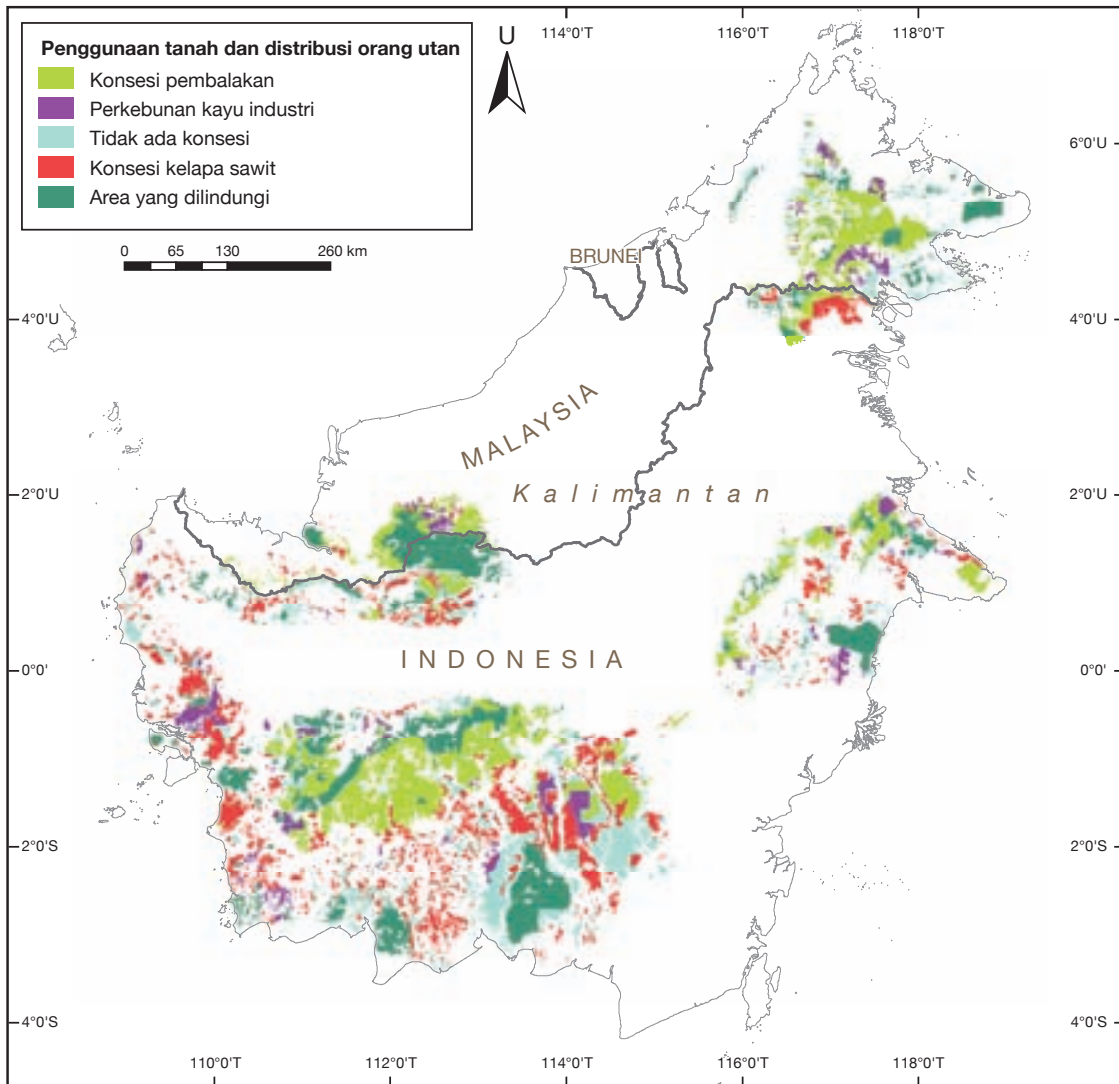 Penggunaan tanah dan distribusi orang utan
Konsesi pembalakan
Perkebunan kayu industri
Tidak ada konsesi
Konsesi kelapa sawit
Area yang dilindungi
0 65 130 260 km
U
114°0'T 116°0'T 118°0'T
6°0'U
BRUNEI
4°0'U 4°0'U
MALAYSIA
Kalimantan
2°0'U 2°0'U
INDONESIA
0°0' 0°0'
2°0'S 2°0'S
4°0'S 4°0'S
110°0'T 112°0'T 114°0'T 116°0'T 118°0'T